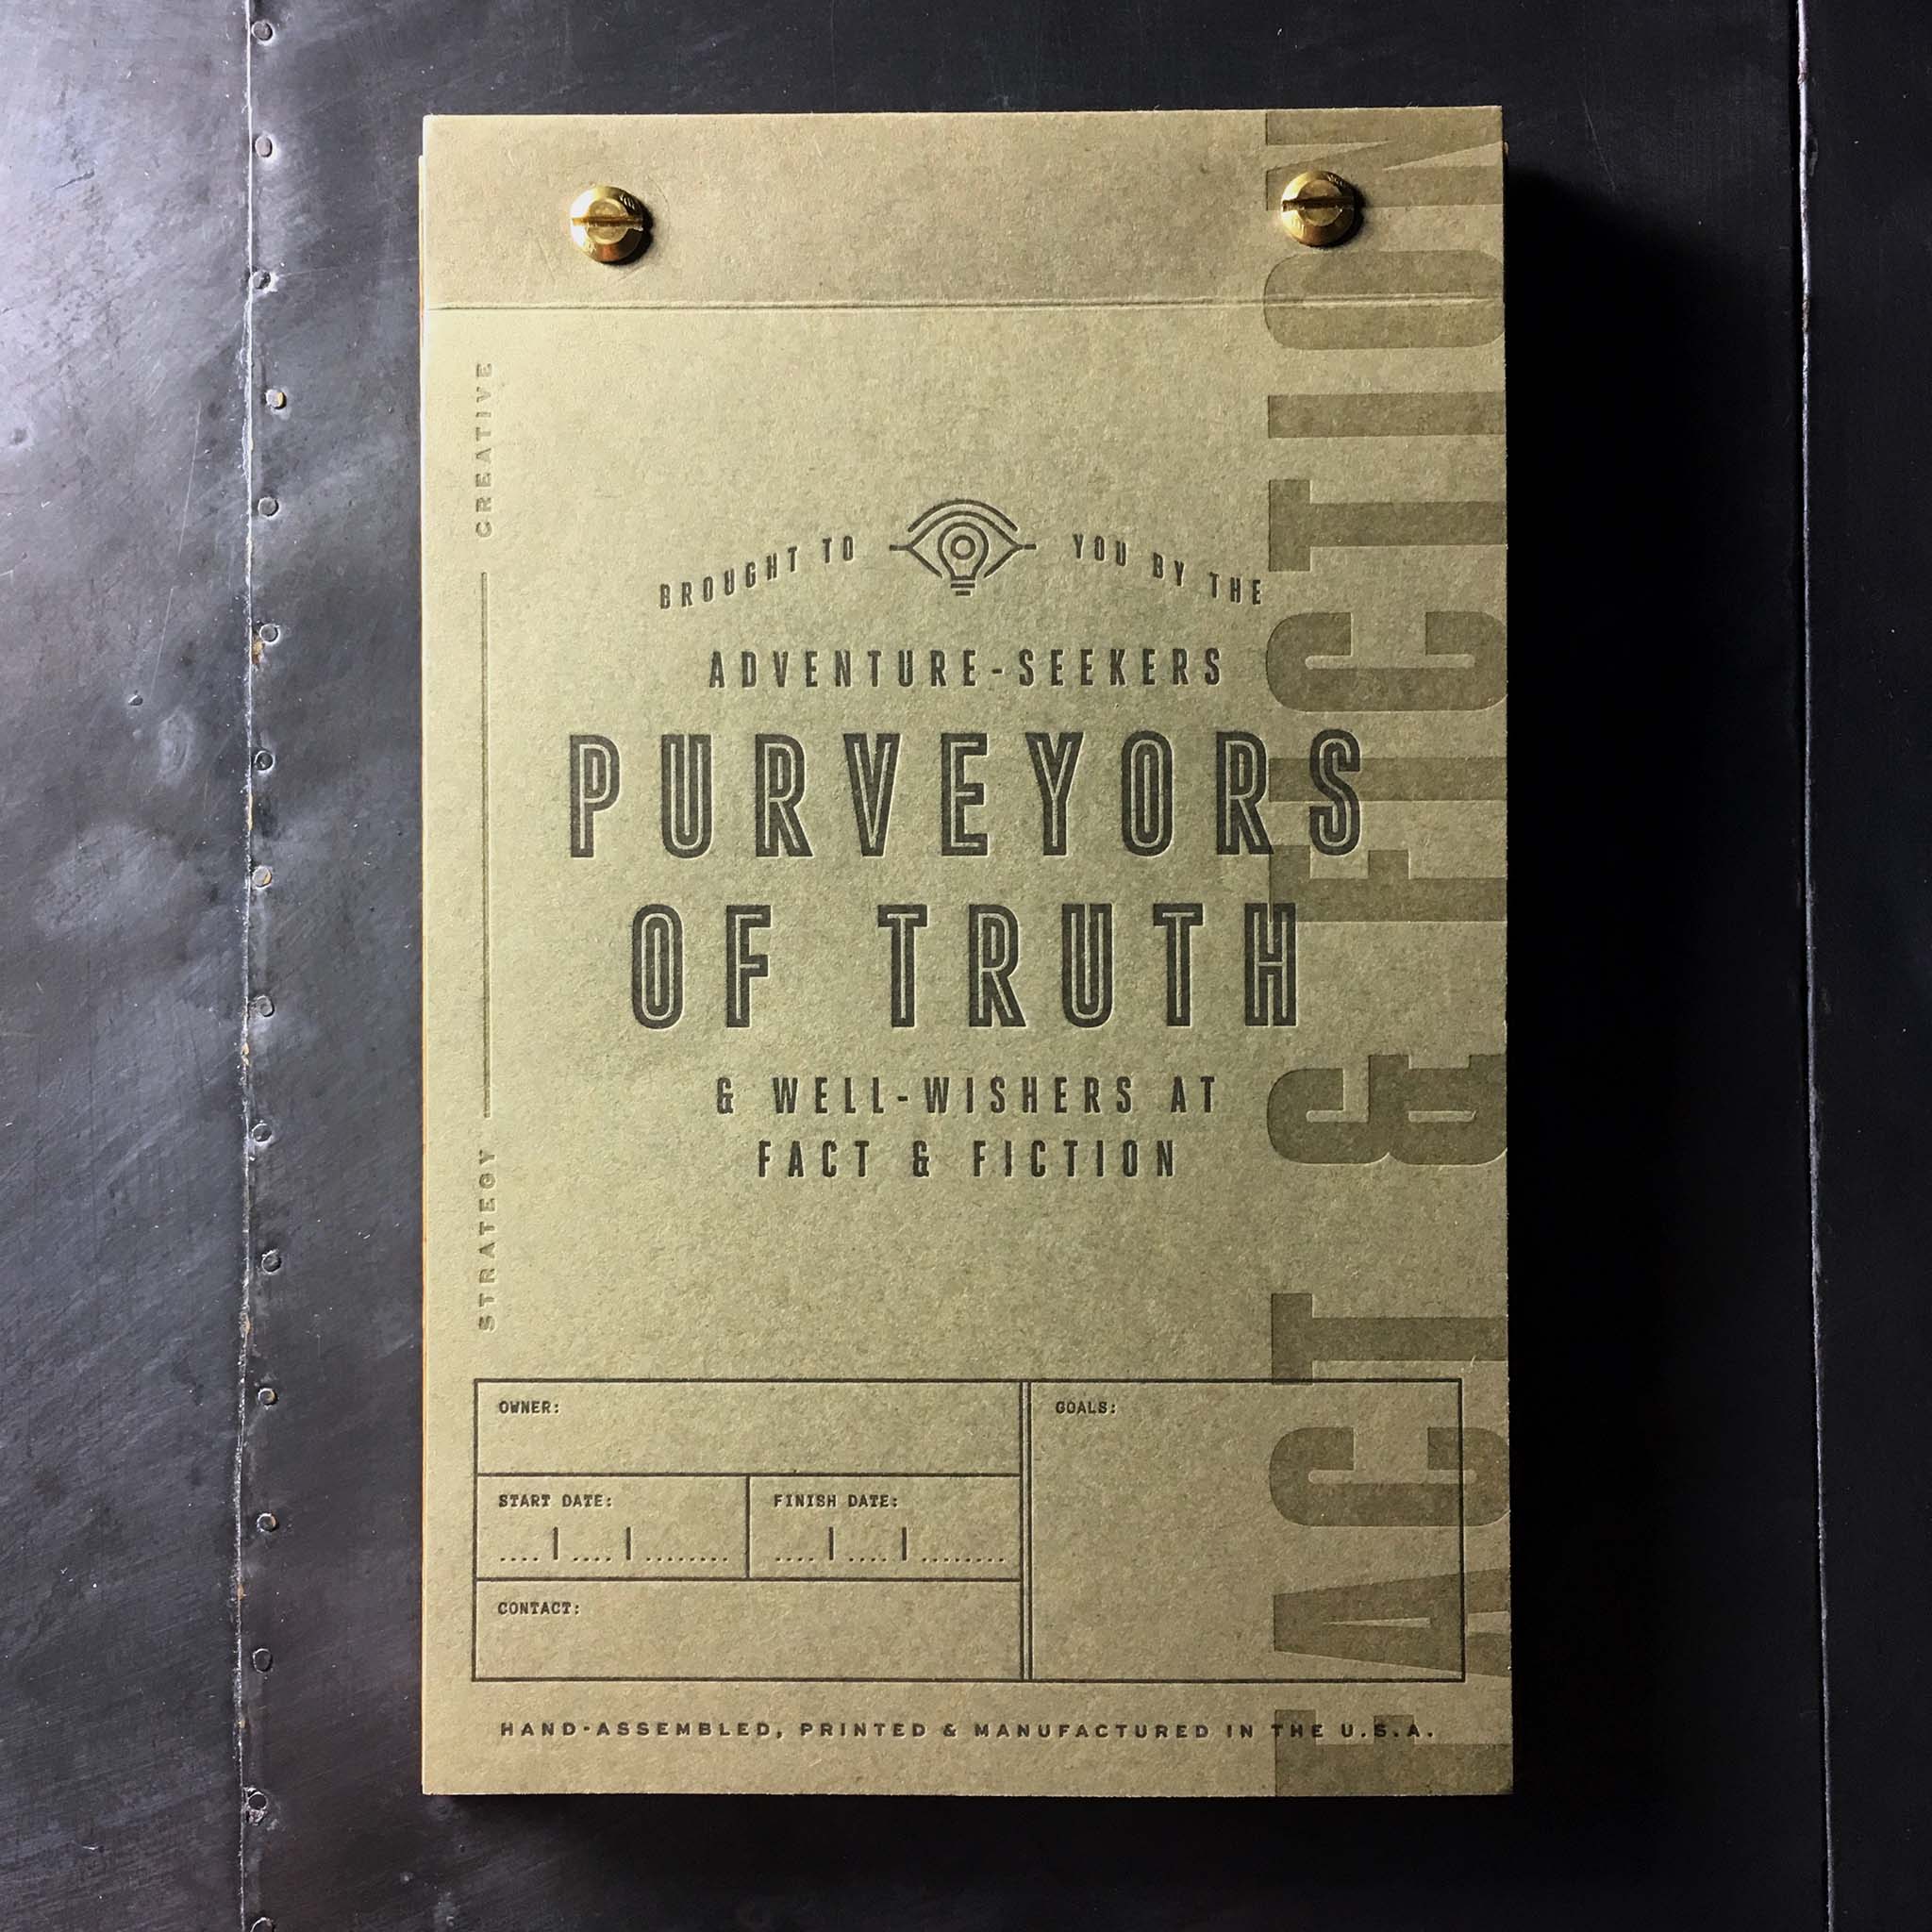 BROUGHT TO YOU BY THE
ADVENTURE-SEEKERS
PURVEYORS
OF TRUTH
& WELL-WISHERS AT
FACT & FICTION
STRATEGY
CREATIVE
FACT & FICTION
OWNER:
START DATE:
FINISH DATE:
CONTACT:
GOALS:
HAND-ASSEMBLED, PRINTED & MANUFACTURED IN THE U.S.A.